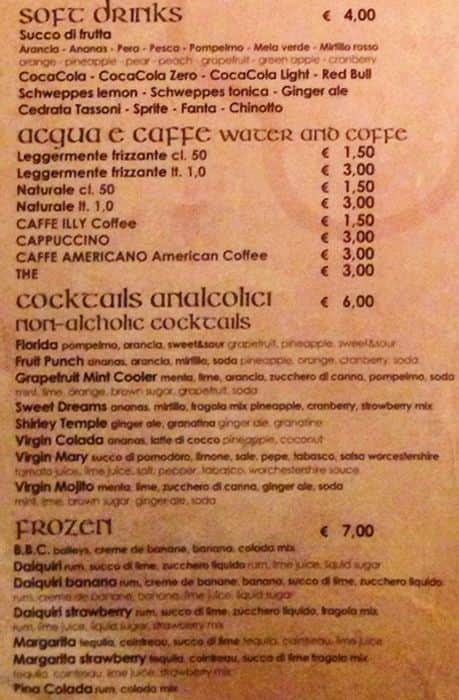 soft drinks € 4,00
Succo di frutta
Arancia - Ananas - Pera - Pesca - Pompelmo - Mela verde - Mirtillo rosso
orange - pineapple - pear - peach - grapefruit - green apple - cranberry
CocaCola - CocaCola Zero - CocaCola Light - Red Bull
Schweppes lemon - Schweppes tonica - Ginger ale
Cedrata Tassoni - Sprite - Fanta - Chinotto
acqua e caffe water and coffe
Leggermente frizzante cl. 50 € 1,50
Leggermente frizzante lt. 1,0 € 3,00
Naturale cl. 50 € 1,50
Naturale lt. 1,0 € 3,00
CAFFE ILLY Coffee € 1,50
CAPPUCCINO € 3,00
CAFFE AMERICANO American Coffee € 3,00
THE € 3,00
cocktails analcolici € 6,00
non-alcholic cocktails
Florida pompelmo, arancia, sweet&sour grapefruit, pineapple, sweet&sour
Fruit Punch ananas, arancia, mirtillo, soda pineapple, orange, cranberry, soda
Grapefruit Mint Cooler menta, lime, arancia, zucchero di canna, pompelmo, soda
mint, lime, orange, brown sugar, grapefruit, soda
Sweet Dreams ananas, mirtillo, fragola mix pineapple, cranberry, strowberry mix
Shirley Temple ginger ale, granatina ginger ale, granatine
Virgin Colada ananas, latte di cocco pineapple, coconut
Virgin Mary succo di pomodoro, limone, sale, pepe, tabasco, salsa worcestershire
tomato juice, lime juice, salt, pepper, tabasco, worchestershire souce
Virgin Mojito menta, lime, zucchero di canna, ginger ale, soda
mint, lime, brown sugar, ginger ale, soda
frozen € 7,00
B.B.C. baileys, creme de banane, banana, colada mix
Daiquiri rum, succo di lime, zucchero liquido rum, lime juice, liquid sugar
Daiquiri banana rum, creme de banane, banana, succo di lime, zucchero liquido
rum, creme de banane, banana, lime juice, liquid sugar
Daiquiri strawberry rum, succo di lime, zucchero liquido, fragola mix
rum, lime juice, liquid sugar, strawberry mix
Margarita tequila, cointreau, succo di lime tequila, cointreau, lime juice
Margarita strawberry tequila, cointreau, succo di lime fragola mix
tequila, cointreau, lime juice, strawberry mix
Pina Colada rum, colada mix